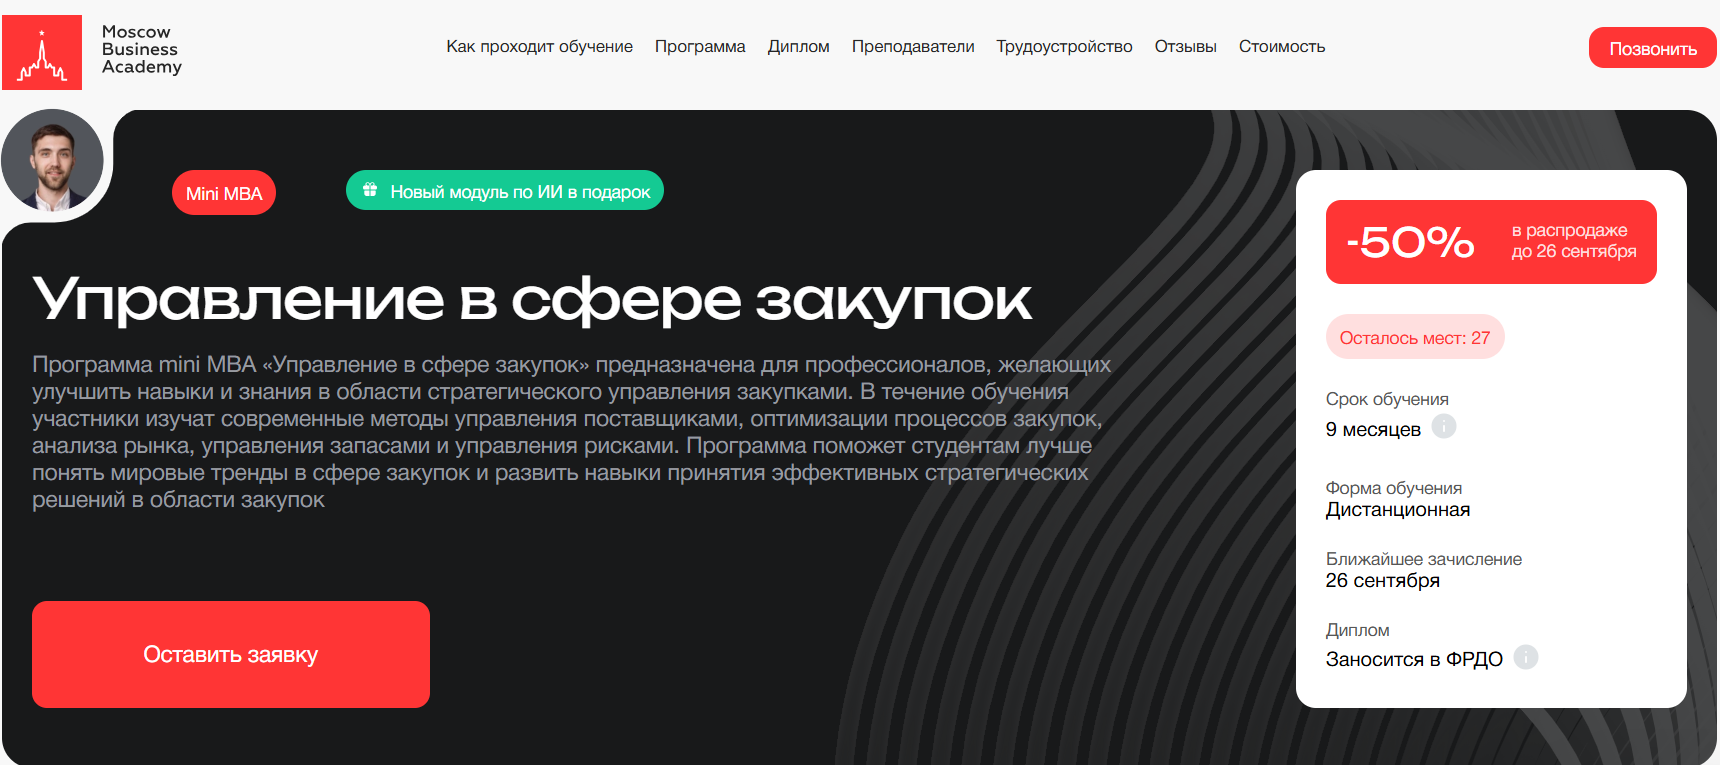 Moscow
Business
Academy
Как проходит обучение Программа Диплом Преподаватели Трудоустройство Отзывы Стоимость
Позвонить
Mini MBA
Новый модуль по ИИ в подарок
Управление в сфере закупок
Программа mini MBA «Управление в сфере закупок» предназначена для профессионалов, желающих
улучшить навыки и знания в области стратегического управления закупками. В течение обучения
участники изучат современные методы управления поставщиками, оптимизации процессов закупок,
анализа рынка, управления запасами и управления рисками. Программа поможет студентам лучше
понять мировые тренды в сфере закупок и развить навыки принятия эффективных стратегических
решений в области закупок
Оставить заявку
-50%
в распродаже
до 26 сентября
Осталось мест: 27
Срок обучения
9 месяцев
Форма обучения
Дистанционная
Ближайшее зачисление
26 сентября
Диплом
Заносится в ФРДО